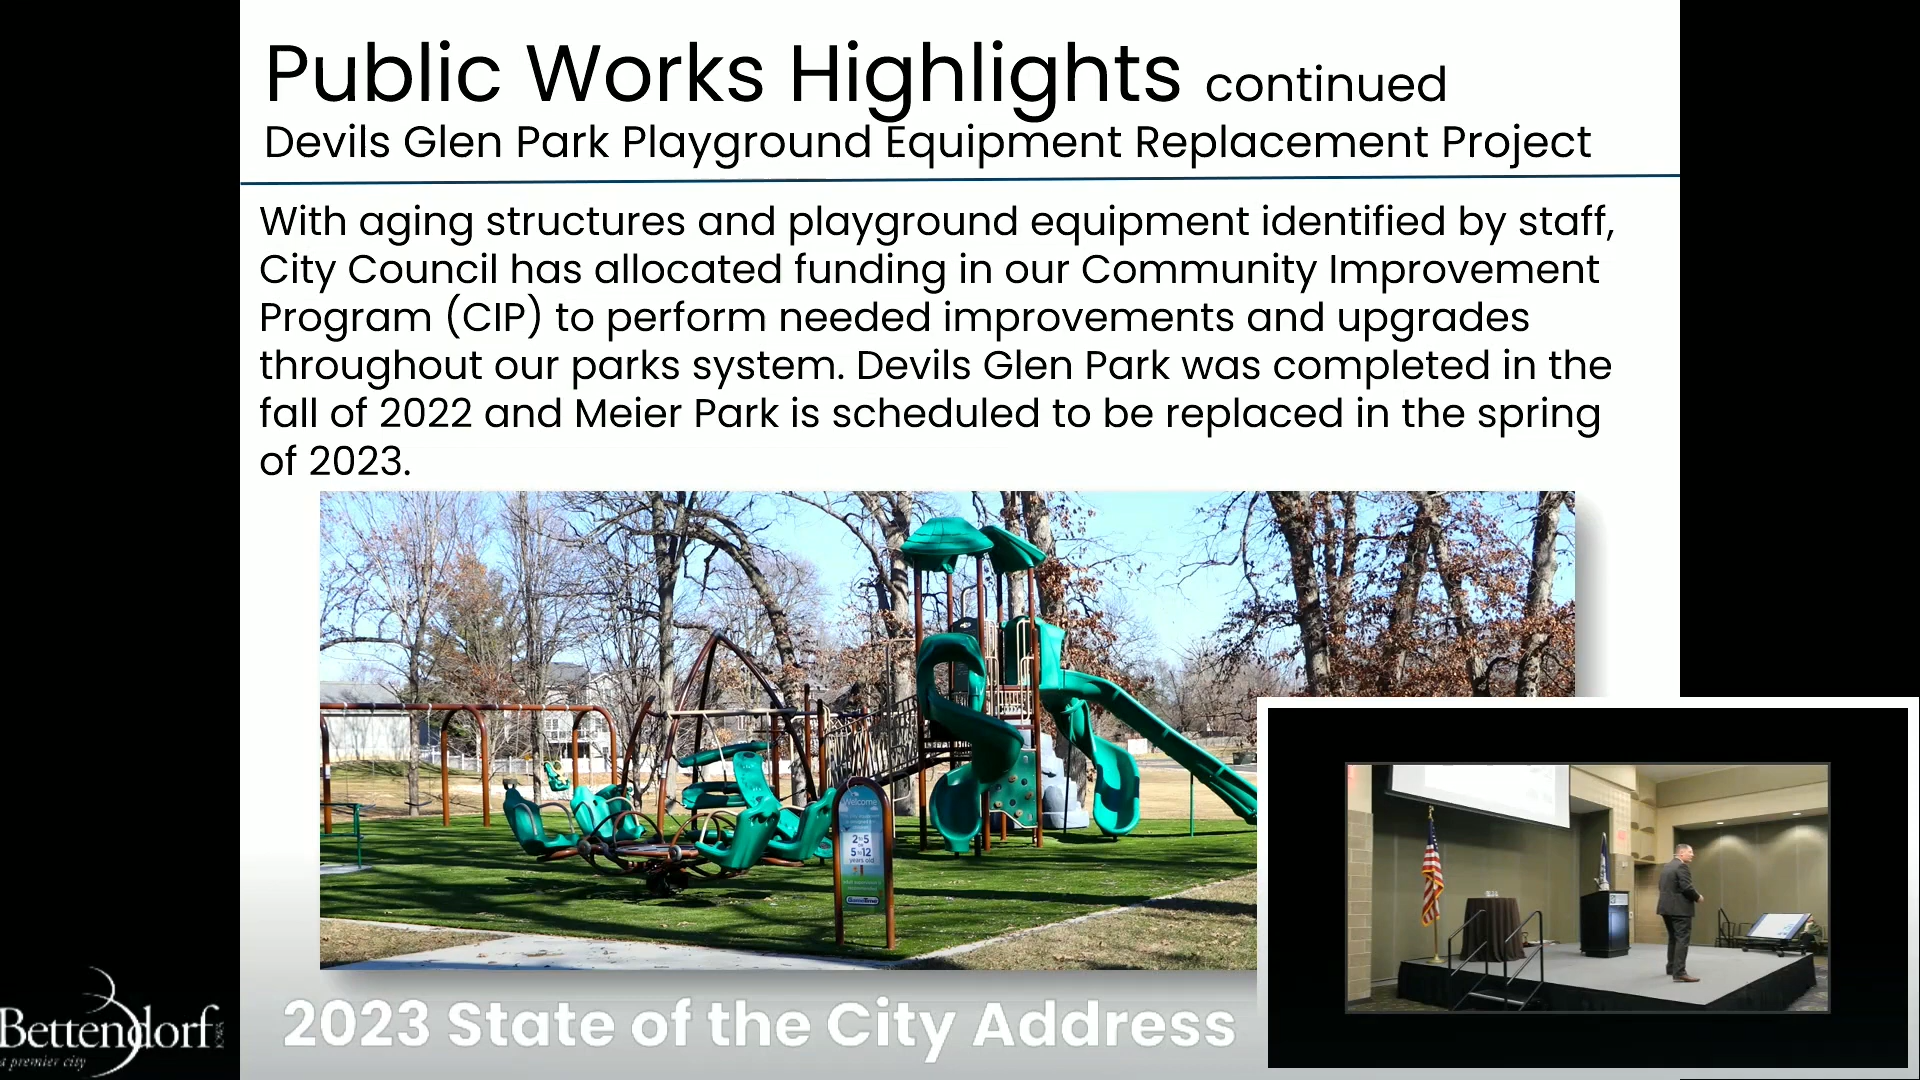 Public Works Highlights continued
Devils Glen Park Playground Equipment Replacement Project
With aging structures and playground equipment identified by staff,
City Council has allocated funding in our Community Improvement
Program (CIP) to perform needed improvements and upgrades
throughout our parks system. Devils Glen Park was completed in the
fall of 2022 and Meier Park is scheduled to be replaced in the spring
of 2023.
Welcome
2to5
5to12
years old
GameTime
2023 State of the City Address
Bettendorf
a premier city